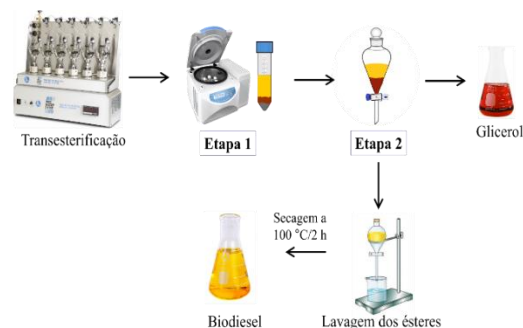 Transesterificação
Etapa 1
Etapa 2
Glicerol
Secagem a
100 °C/2 h
Biodiesel
Lavagem dos ésteres